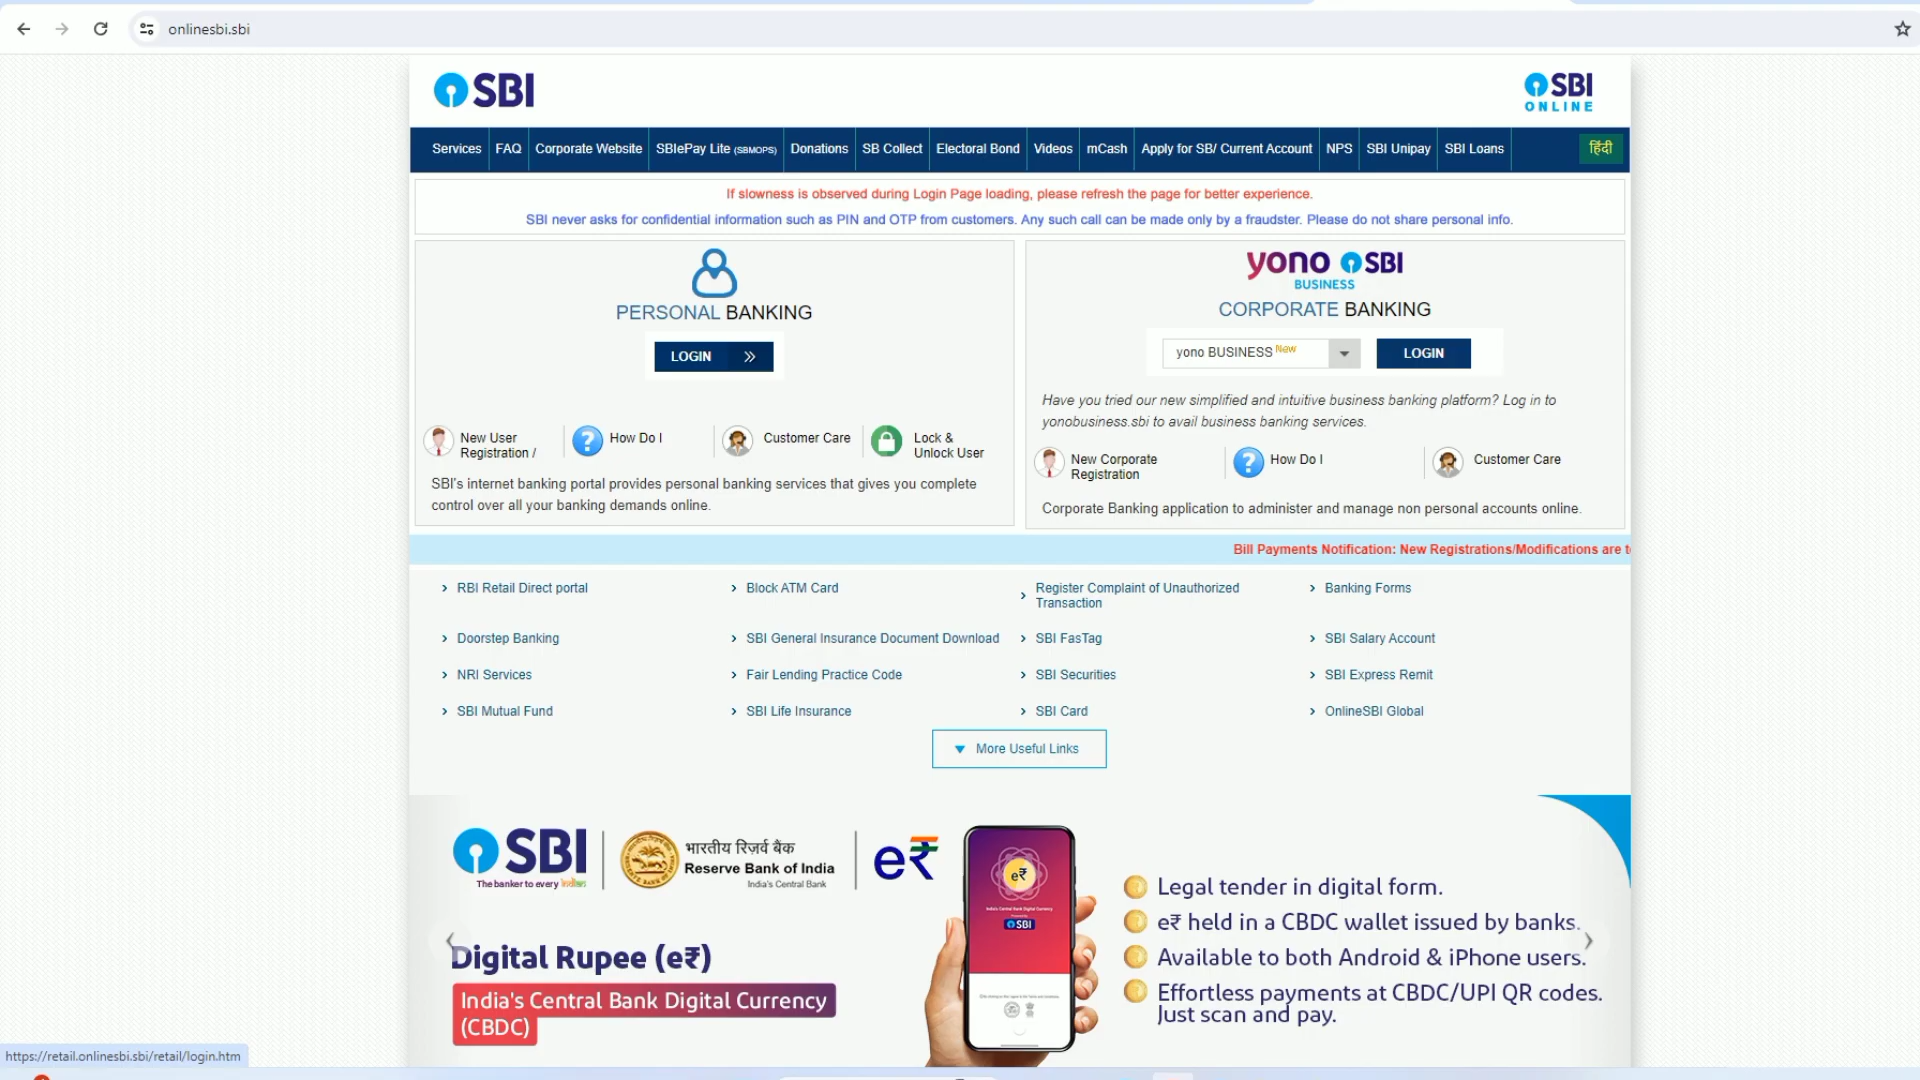 onlinesbi.sbi
SBI
SBI
ONLINE
Services FAQ Corporate Website SBIePay Lite (SBMOPS) Donations SB Collect Electoral Bond Videos mCash Apply for SB/ Current Account NPS SBI Unipay SBI Loans हिंदी
If slowness is observed during Login Page loading, please refresh the page for better experience.
SBI never asks for confidential information such as PIN and OTP from customers. Any such call can be made only by a fraudster. Please do not share personal info.
PERSONAL BANKING
LOGIN
New User
Registration /
How Do I
Customer Care
Lock &
Unlock User
SBI's internet banking portal provides personal banking services that gives you complete
control over all your banking demands online.
yono SBI
BUSINESS
CORPORATE BANKING
yono BUSINESS New
LOGIN
Have you tried our new simplified and intuitive business banking platform? Log in to
yonobusiness.sbi to avail business banking services.
New Corporate
Registration
How Do I
Customer Care
Corporate Banking application to administer and manage non personal accounts online.
Bill Payments Notification: New Registrations/Modifications are t
RBI Retail Direct portal
Block ATM Card
Register Complaint of Unauthorized
Transaction
Banking Forms
Doorstep Banking
SBI General Insurance Document Download
SBI FasTag
SBI Salary Account
NRI Services
Fair Lending Practice Code
SBI Securities
SBI Express Remit
SBI Mutual Fund
SBI Life Insurance
SBI Card
OnlineSBI Global
More Useful Links
SBI
The banker to every indian
भारतीय रिज़र्व बैंक
Reserve Bank of India
India's Central Bank
e₹
Digital Rupee (e₹)
India's Central Bank Digital Currency
(CBDC)
e₹
India's Central Bank Digital Currency
SBI
Legal tender in digital form.
e₹ held in a CBDC wallet issued by banks.
Available to both Android & iPhone users.
Effortless payments at CBDC/UPI QR codes.
Just scan and pay.
https://retail.onlinesbi.sbi/retail/login.htm